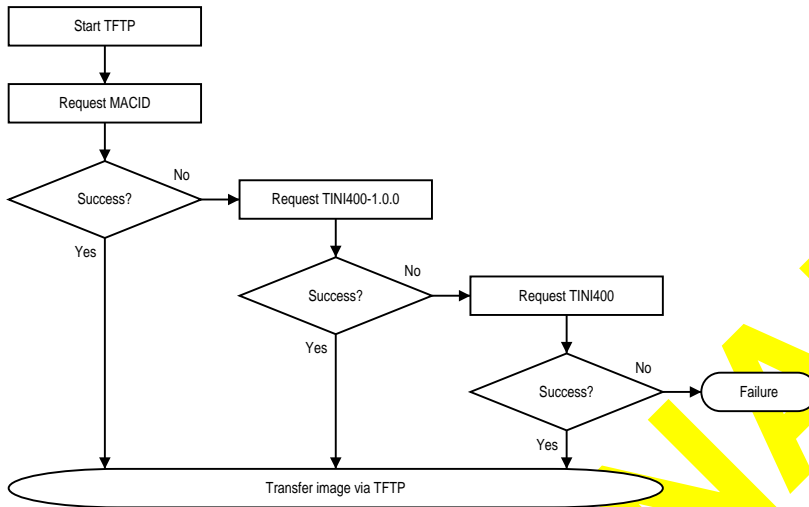 Start TFTP
Request MACID
Success?
No
Yes
Request TINI400-1.0.0
Success?
No
Yes
Request TINI400
Success?
No
Yes
Failure
Transfer image via TFTP